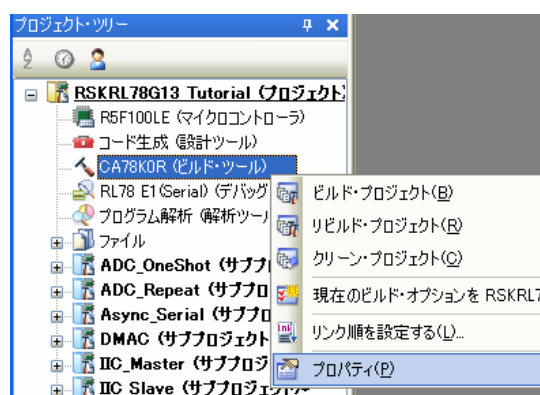 プロジェクト・ツリー
RSKRL78G13 Tutorial (プロジェクト)
R5F100LE (マイクロコントローラ)
コード生成 (設計ツール)
CA78K0R (ビルド・ツール)
RL78 E1(Serial) (デバッグ
プログラム解析 (解析ツー
ファイル
ADC_OneShot (サブプ
ADC_Repeat (サブプロ
Async_Serial (サブプロ
DMAC (サブプロジェクト
IIC_Master (サブプロジ
IIC Slave (サブプロジェクト)
ビルド・プロジェクト(B)
リビルド・プロジェクト(R)
クリーン・プロジェクト(C)
現在のビルド・オプションを RSKRL7
リンク順を設定する(L)...
プロパティ(P)